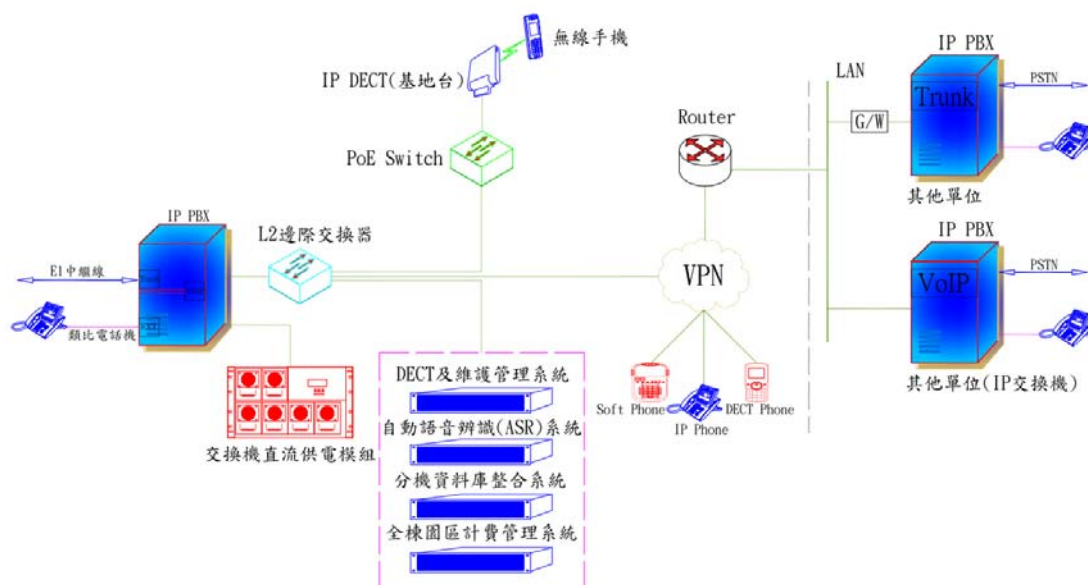 無線手機
IP DECT(基地台)
PoE Switch
IP PBX
L2邊際交換器
E1中繼線
類比電話機
交換機直流供電模組
DECT及維護管理系統
自動語音辨識(ASR)系統
分機資料庫整合系統
全棟園區計費管理系統
Router
VPN
Soft Phone
IP Phone
DECT Phone
LAN
G/W
IP PBX
Trunk
PSTN
其他單位
IP PBX
VoIP
PSTN
其他單位(IP交換機)